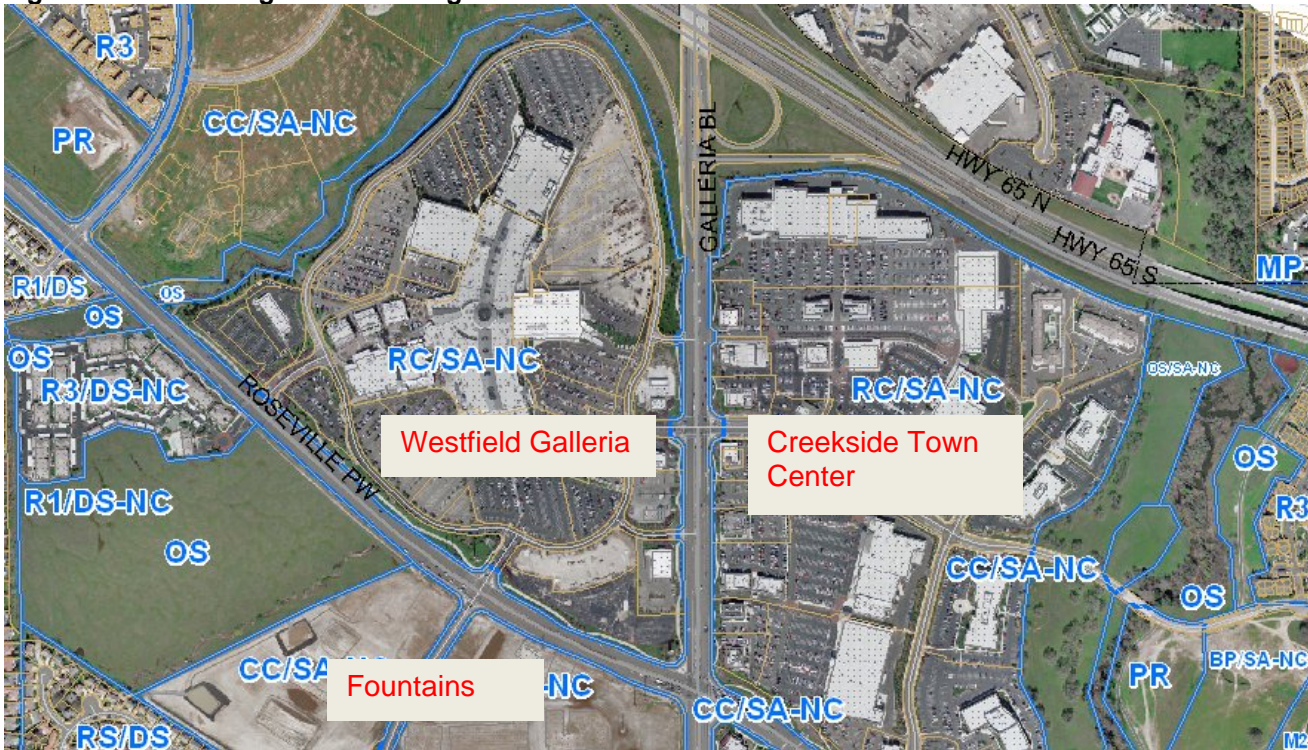 R3
PR
CC/SA-NC
GALLERIA BL
HWY 65 N
HWY 65 S
MP
R1/DS
OS
OS
OS
R3/DS-NC
ROSEVILLE PW
RC/SA-NC
RC/SA-NC
OS/SA-NC
Westfield Galleria
Creekside Town
Center
OS
R3
R1/DS-NC
OS
CC/SA-NC
OS
Fountains
-NC
CC/SA-NC
PR
BP/SA-NC
RS/DS
M2